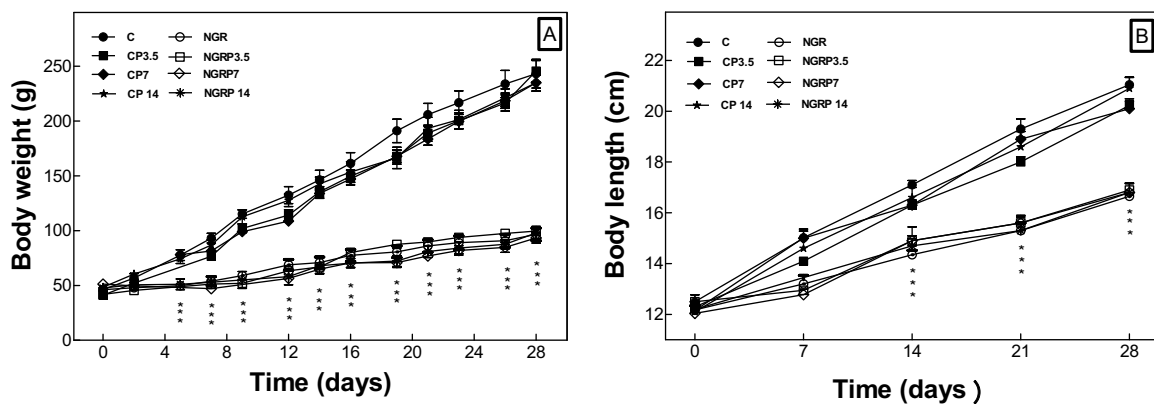 A
C NGR
CP3.5 NGRP3.5
CP7 NGRP7
CP 14 NGRP 14
Body weight (g)
250
200
150
100
50
0
*** *** *** *** *** *** *** *** *** *** ***
0 4 8 12 16 20 24 28
Time (days)
B
C NGR
CP3.5 NGRP3.5
CP7 NGRP7
CP 14 NGRP 14
Body length (cm)
22
20
18
16
14
12
*** *** ***
0 7 14 21 28
Time (days )